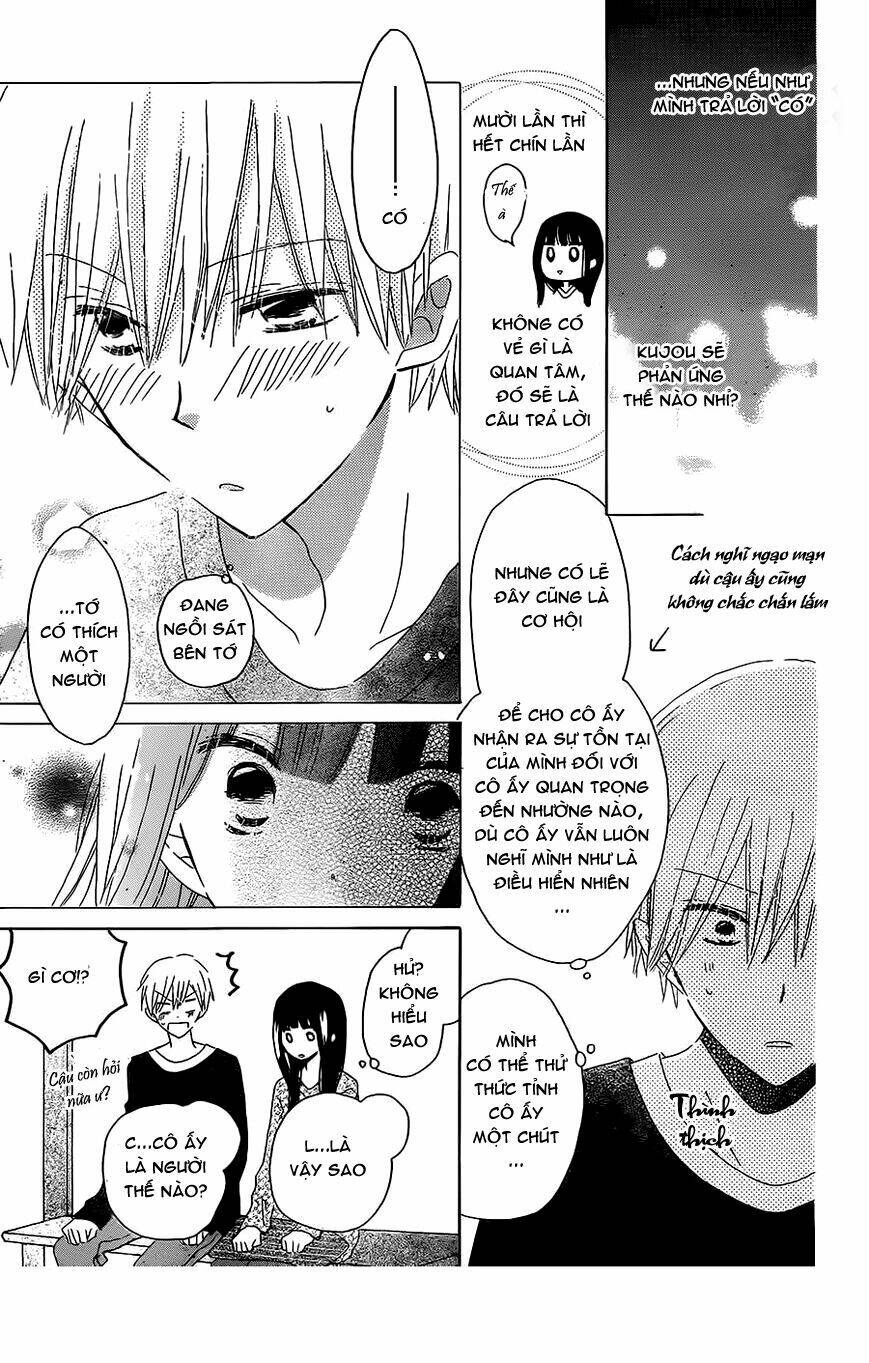 ...NHƯNG NẾU NHƯ
MÌNH TRẢ LỜI "CÓ"
KUJOU SẼ
PHẢN ỨNG
THẾ NÀO NHỈ?
MƯỜI LẦN THÌ
HẾT CHÍN LẦN
Thế
à
KHÔNG CÓ
VẺ GÌ LÀ
QUAN TÂM,
ĐÓ SẼ LÀ
CÂU TRẢ LỜI
Cách nghĩ ngạo mạn
dù cậu ấy cũng
không chắc chắn lắm
NHƯNG CÓ LẼ
ĐÂY CŨNG LÀ
CƠ HỘI
ĐỂ CHO CÔ ẤY
NHẬN RA SỰ TỒN TẠI
CỦA MÌNH ĐỐI VỚI
CÔ ẤY QUAN TRỌNG
ĐẾN NHƯỜNG NÀO,
DÙ CÔ ẤY VẪN LUÔN
NGHĨ MÌNH NHƯ LÀ
ĐIỀU HIỂN NHIÊN
...
MÌNH
CÓ THỂ THỬ
THỨC TỈNH
CÔ ẤY
MỘT CHÚT
...
Thình
thịch
CÓ
ĐANG
NGỒI SÁT
BÊN TỚ
...TỚ
CÓ THÍCH
MỘT
NGƯỜI
HỬ?
KHÔNG
HIỂU
SAO
L...LÀ
VẬY SAO
GÌ CƠ!?
Cậu còn hỏi
nữa ư?
C...CÔ ẤY
LÀ NGƯỜI
THẾ NÀO?